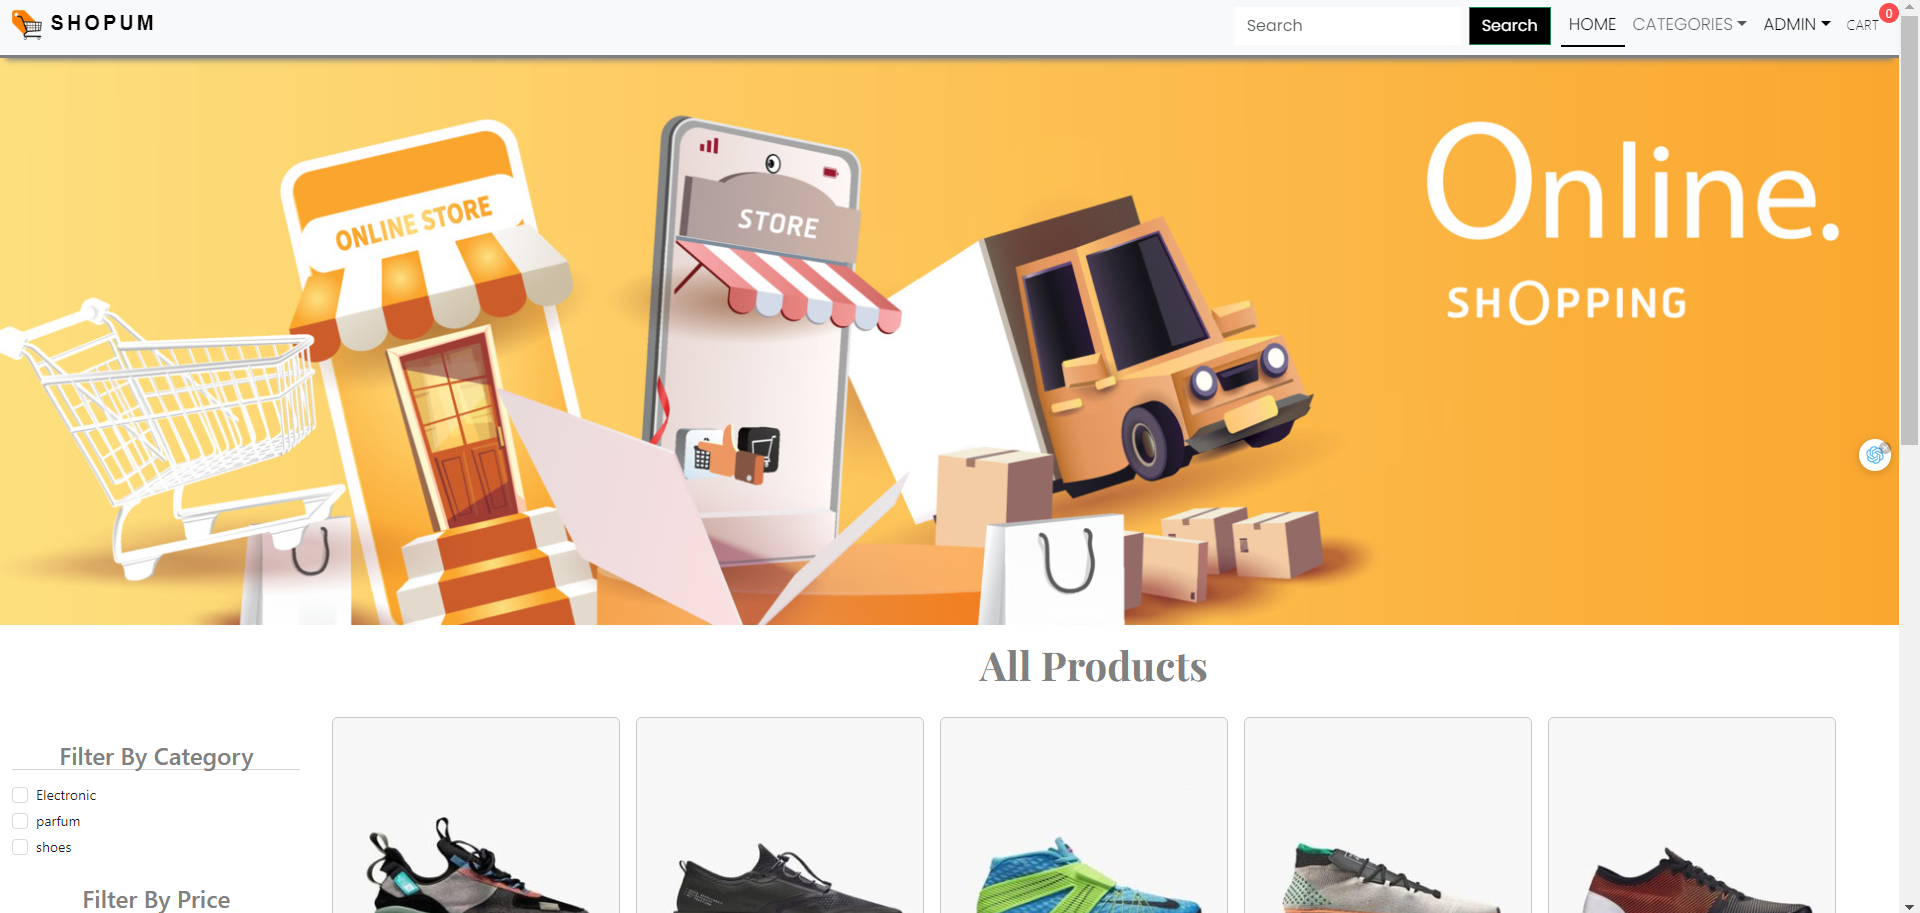 SHOPUM
Search
Search
HOME
CATEGORIES
ADMIN
CART
0
ONLINE STORE
STORE
Online.
SHOPPING
All Products
Filter By Category
Electronic
parfum
shoes
Filter By Price